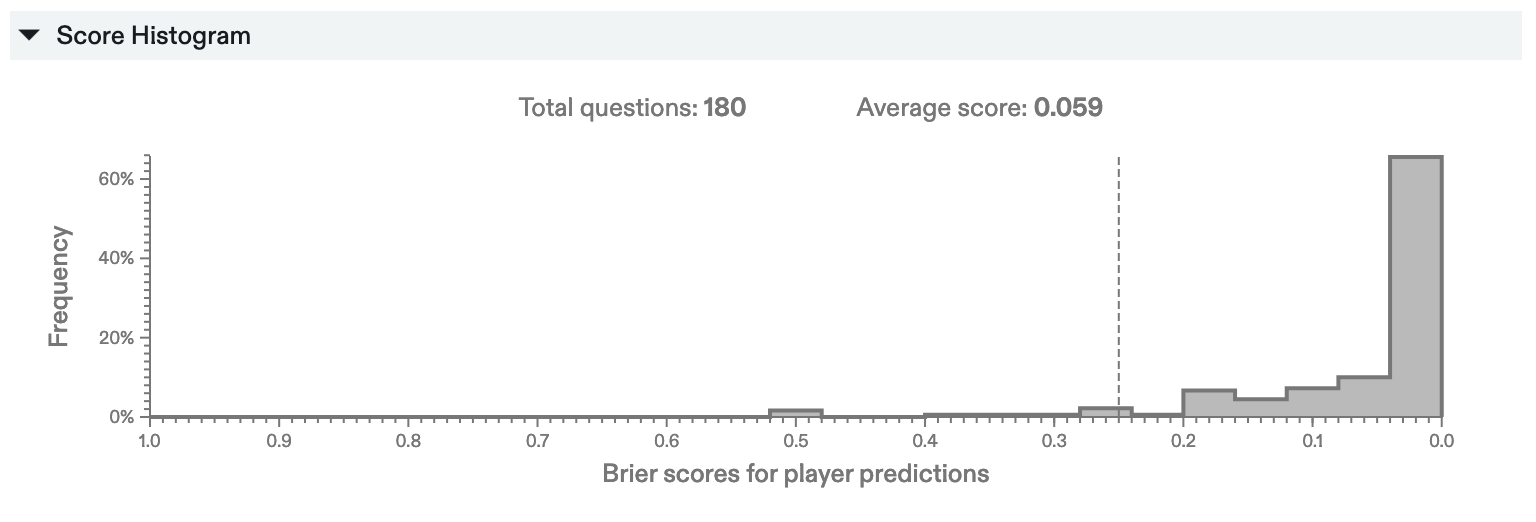 Score Histogram
Total questions: 180 Average score: 0.059
Frequency
60%
40%
20%
0%
1.0 0.9 0.8 0.7 0.6 0.5 0.4 0.3 0.2 0.1 0.0
Brier scores for player predictions